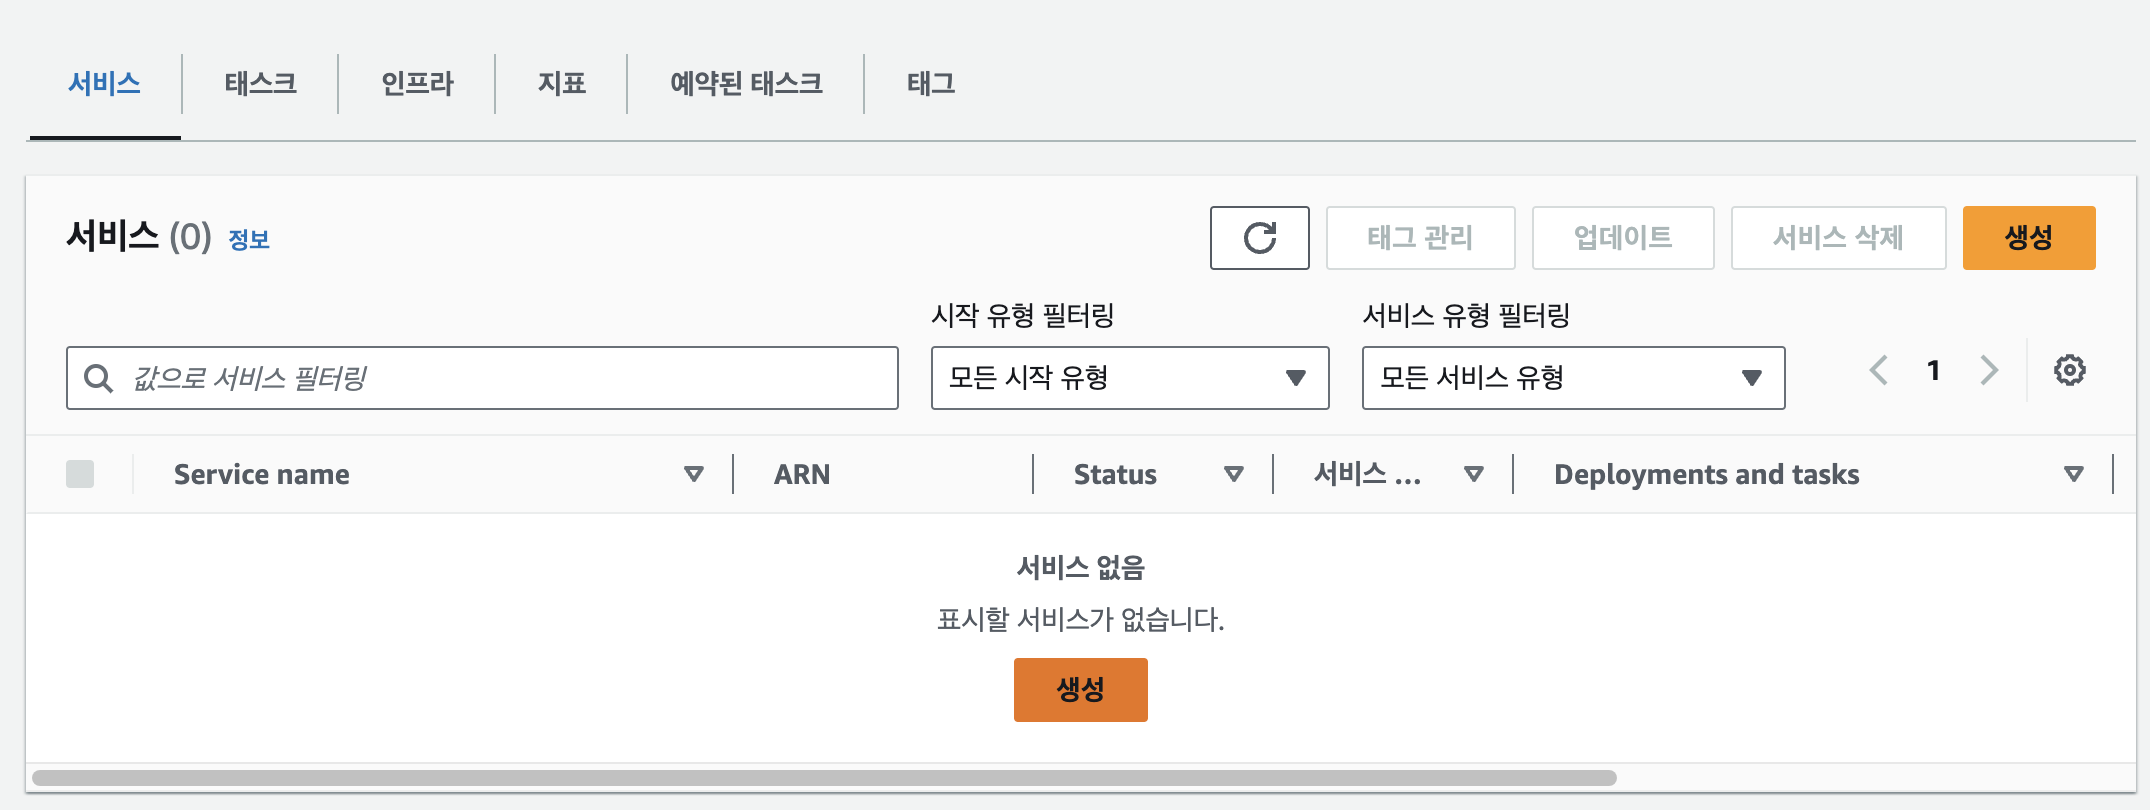 서비스 태스크 인프라 지표 예약된 태스크 태그
서비스 (0) 정보
태그 관리 업데이트 서비스 삭제 생성
시작 유형 필터링 서비스 유형 필터링
값으로 서비스 필터링 모든 시작 유형 모든 서비스 유형 1
Service name ARN Status 서비스 ... Deployments and tasks
서비스 없음
표시할 서비스가 없습니다.
생성